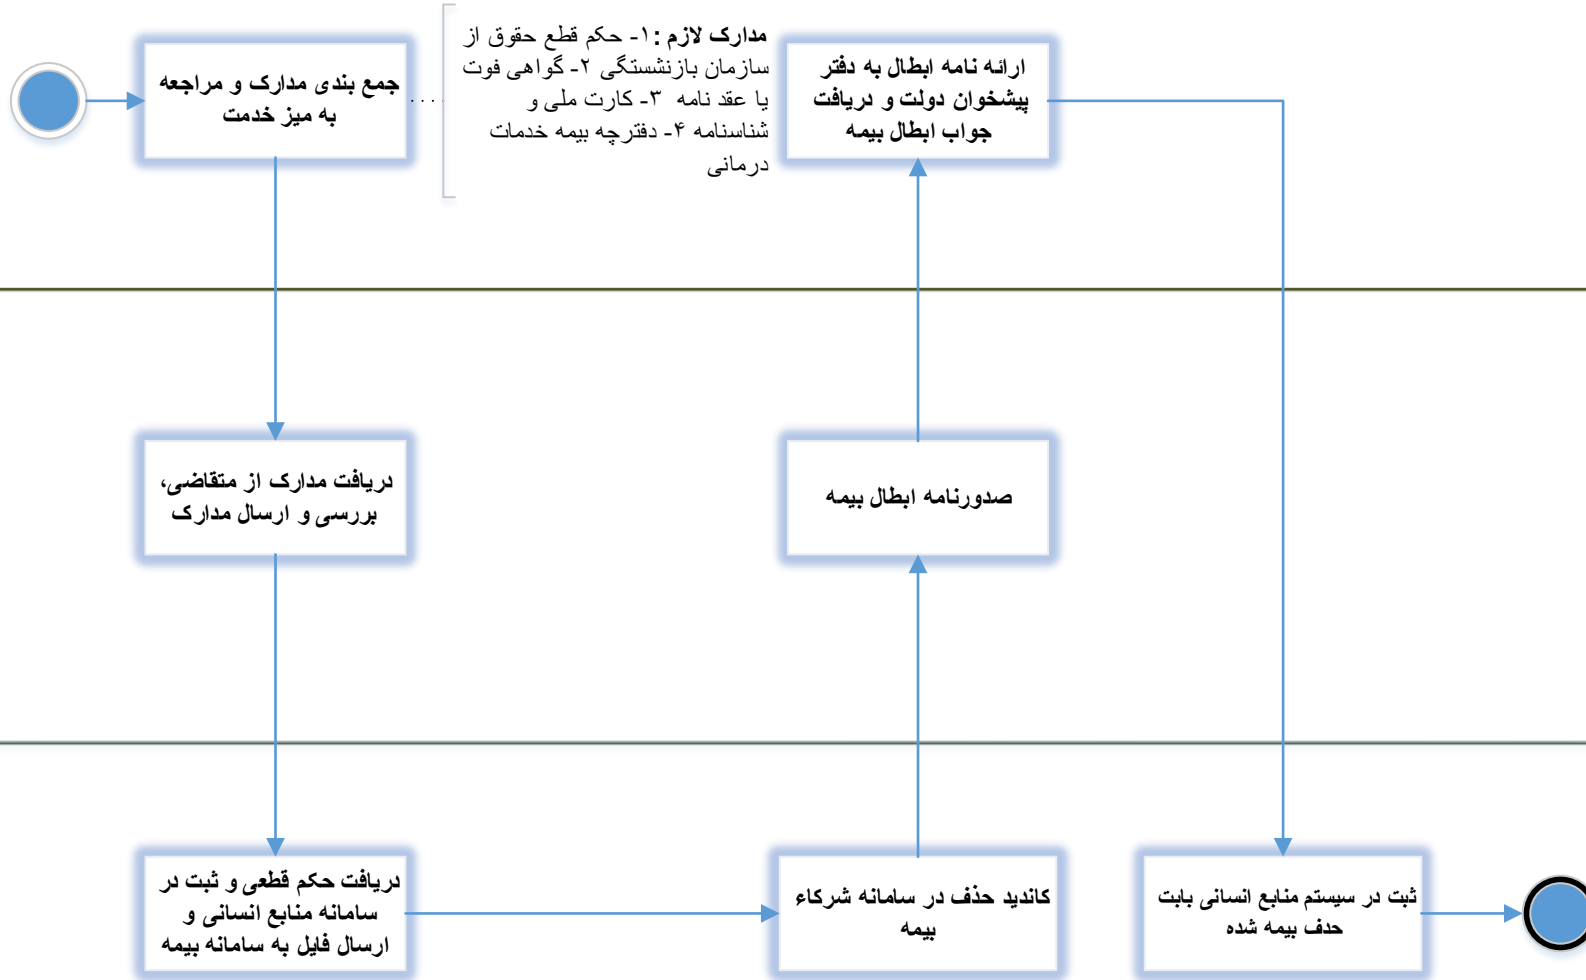 جمع بندی مدارک و مراجعه
به میز خدمت
مدارک لازم :۱- حکم قطع حقوق از
سازمان بازنشستگی ۲- گواهی فوت
یا عقد نامه ۳- کارت ملی و
شناسنامه ۴- دفترچه بیمه خدمات
درمانی
ارائه نامه ابطال به دفتر
پیشخوان دولت و دریافت
جواب ابطال بیمه
دریافت مدارک از متقاضی،
بررسی و ارسال مدارک
صدورنامه ابطال بیمه
دریافت حکم قطعی و ثبت در
سامانه منابع انسانی و
ارسال فایل به سامانه بیمه
کاندید حذف در سامانه شرکاء
بیمه
ثبت در سیستم منابع انسانی بابت
حدف بیمه شده